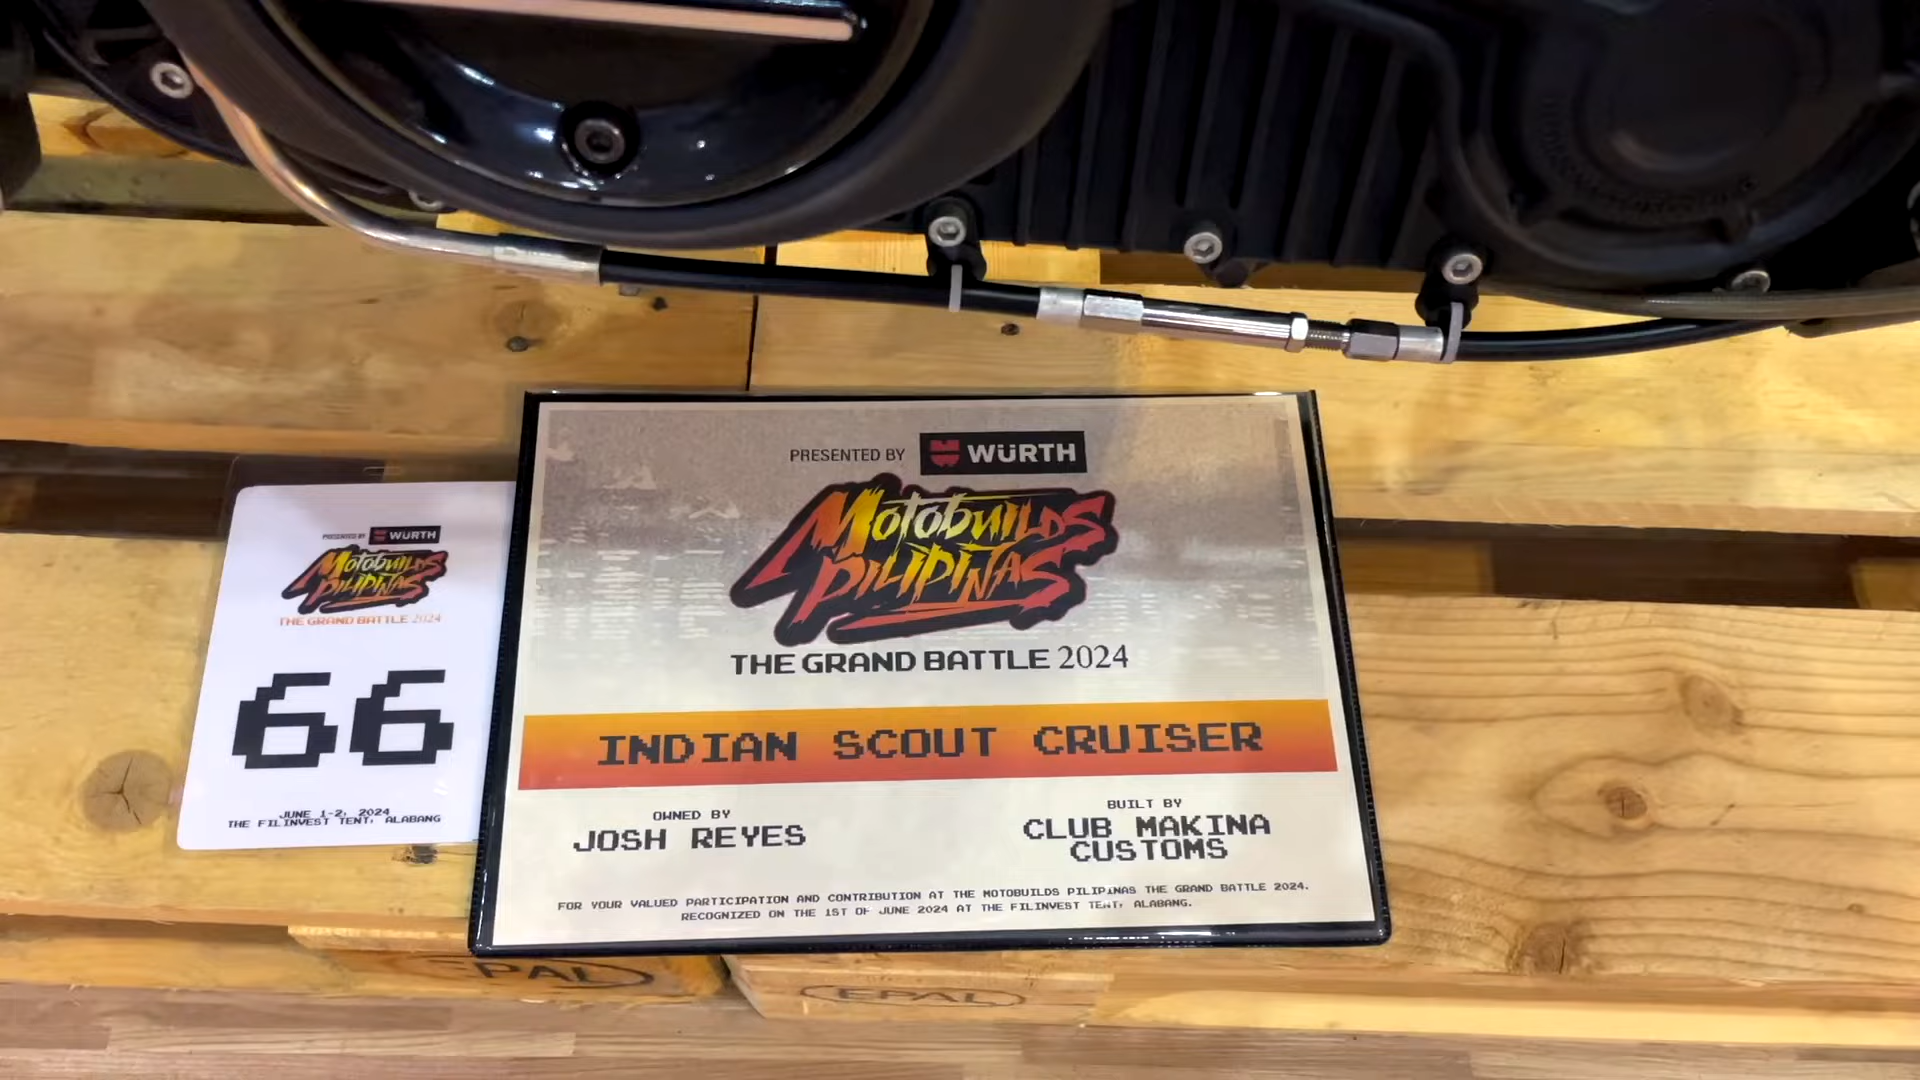 PRESENTED BY WÜRTH
MOTOBUILDS
PILIPINAS
THE GRAND BATTLE 2024
66
JUNE 1-2, 2024
THE FILINVEST TENT, ALABANG
PRESENTED BY WÜRTH
MOTOBUILDS
PILIPINAS
THE GRAND BATTLE 2024
INDIAN SCOUT CRUISER
OWNED BY
JOSH REYES
BUILT BY
CLUB MAKINA
CUSTOMS
FOR YOUR VALUED PARTICIPATION AND CONTRIBUTION AT THE MOTOBUILDS PILIPINAS THE GRAND BATTLE 2024.
RECOGNIZED ON THE 1ST OF JUNE 2024 AT THE FILINVEST TENT, ALABANG.
EPAL
EPAL